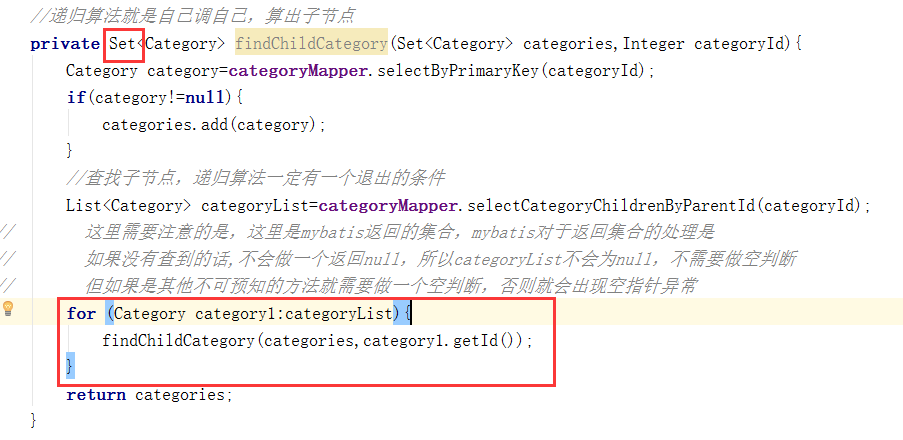 //递归算法就是自己调自己，算出子节点
private Set<Category> findChildCategory(Set<Category> categories,Integer categoryId){
Category category=categoryMapper.selectByPrimaryKey(categoryId);
if(category!=null){
categories.add(category);
}
//查找子节点，递归算法一定有一个退出的条件
List<Category> categoryList=categoryMapper.selectCategoryChildrenByParentId(categoryId);
// 这里需要注意的是，这里是mybatis返回的集合，mybatis对于返回集合的处理是
// 如果没有查到的话,不会做一个返回null，所以categoryList不会为null，不需要做空判断
// 但如果是其他不可预知的方法就需要做一个空判断，否则就会出现空指针异常
for (Category category1:categoryList){
findChildCategory(categories,category1.getId());
}
return categories;
}